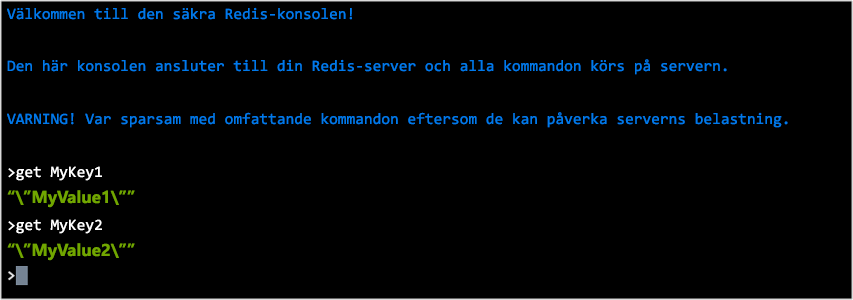 Välkommen till den säkra Redis-konsolen!
Den här konsolen ansluter till din Redis-server och alla kommandon körs på servern.
VARNING! Var sparsam med omfattande kommandon eftersom de kan påverka serverns belastning.
>get MyKey1
“\”MyValue1\””
>get MyKey2
“\”MyValue2\””
>